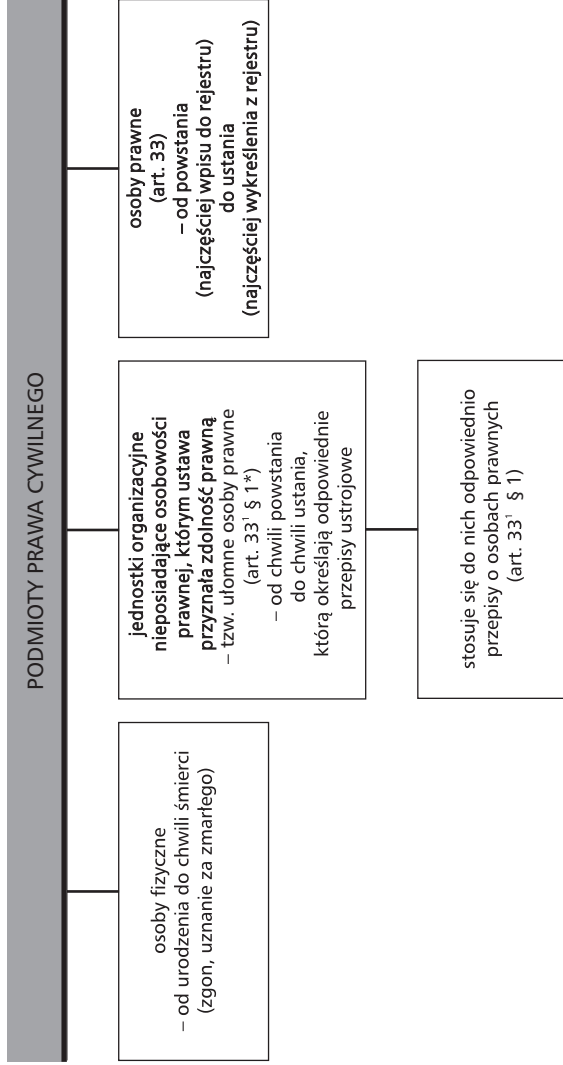 PODMIOTY PRAWA CYWILNEGO
osoby fizyczne
– od urodzenia do chwili śmierci
(zgon, uznanie za zmarłego)
jednostki organizacyjne
nieposiadające osobowości
prawnej, którym ustawa
przyznała zdolność prawną
– tzw. ułomne osoby prawne
(art. 33¹ § 1*)
– od chwili powstania
do chwili ustania,
którą określają odpowiednie
przepisy ustrojowe
stosuje się do nich odpowiednio
przepisy o osobach prawnych
(art. 33¹ § 1)
osoby prawne
(art. 33)
– od powstania
(najczęściej wpisu do rejestru)
do ustania
(najczęściej wykreślenia z rejestru)